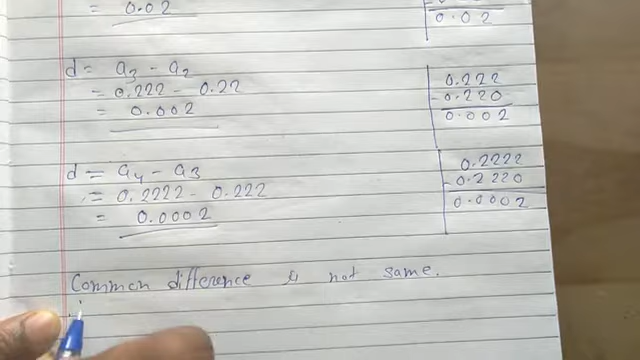 = 0.02
0.02
d = a3 - a2
= 0.222 - 0.22
= 0.002
0.222
- 0.220
0.002
d = a4 - a3
= 0.2222 - 0.222
= 0.0002
0.2222
- 0.2220
0.0002
Common difference is not same.